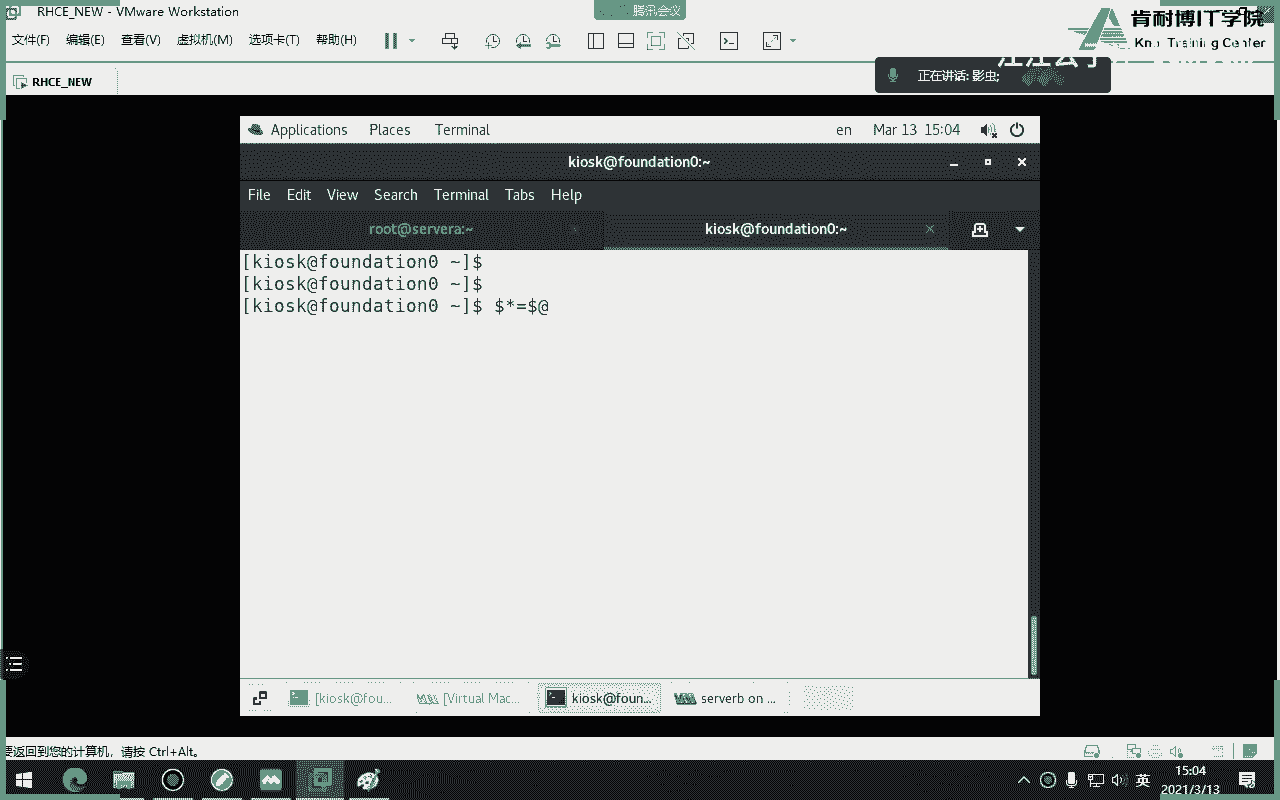 RHCE_NEW - VMware Workstation
腾讯会议
文件(F) 编辑(E) 查看(V) 虚拟机(M) 选项卡(T) 帮助(H)
肯耐博IT学院
Training Center
正在讲话: 影虫;
RHCE_NEW
Applications Places Terminal en Mar 13 15:04
kiosk@foundation0:~
File Edit View Search Terminal Tabs Help
root@servera:~ kiosk@foundation0:~
[kiosk@foundation0 ~]$
[kiosk@foundation0 ~]$
[kiosk@foundation0 ~]$ $*=$@
[kiosk@fou... [Virtual Mac... kiosk@foun... serverb on ...
要返回到您的计算机，请按 Ctrl+Alt。
英 15:04
2021/3/13